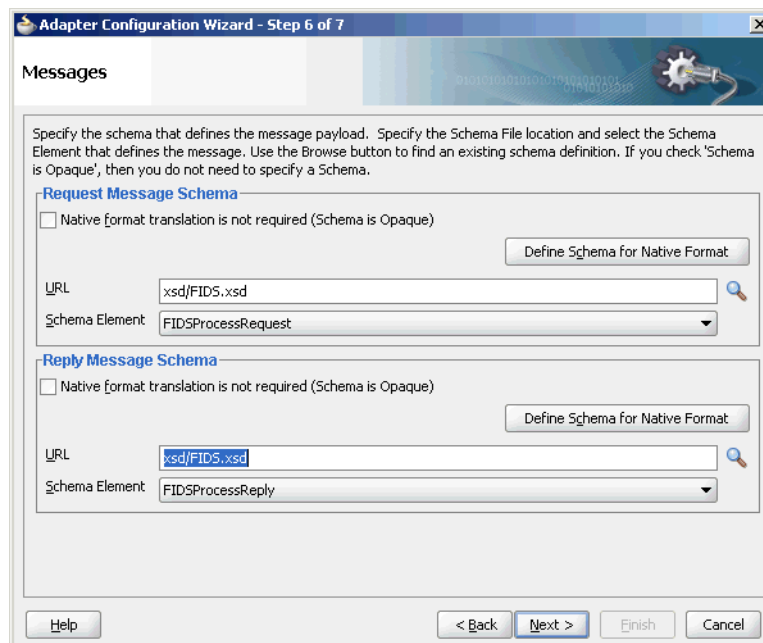 Adapter Configuration Wizard - Step 6 of 7
Messages
Specify the schema that defines the message payload. Specify the Schema File location and select the Schema
Element that defines the message. Use the Browse button to find an existing schema definition. If you check 'Schema
is Opaque', then you do not need to specify a Schema.
Request Message Schema
Native format translation is not required (Schema is Opaque)
Define Schema for Native Format
URL
xsd/FIDS.xsd
Schema Element
FIDSProcessRequest
Reply Message Schema
Native format translation is not required (Schema is Opaque)
Define Schema for Native Format
URL
xsd/FIDS.xsd
Schema Element
FIDSProcessReply
Help
< Back
Next >
Finish
Cancel